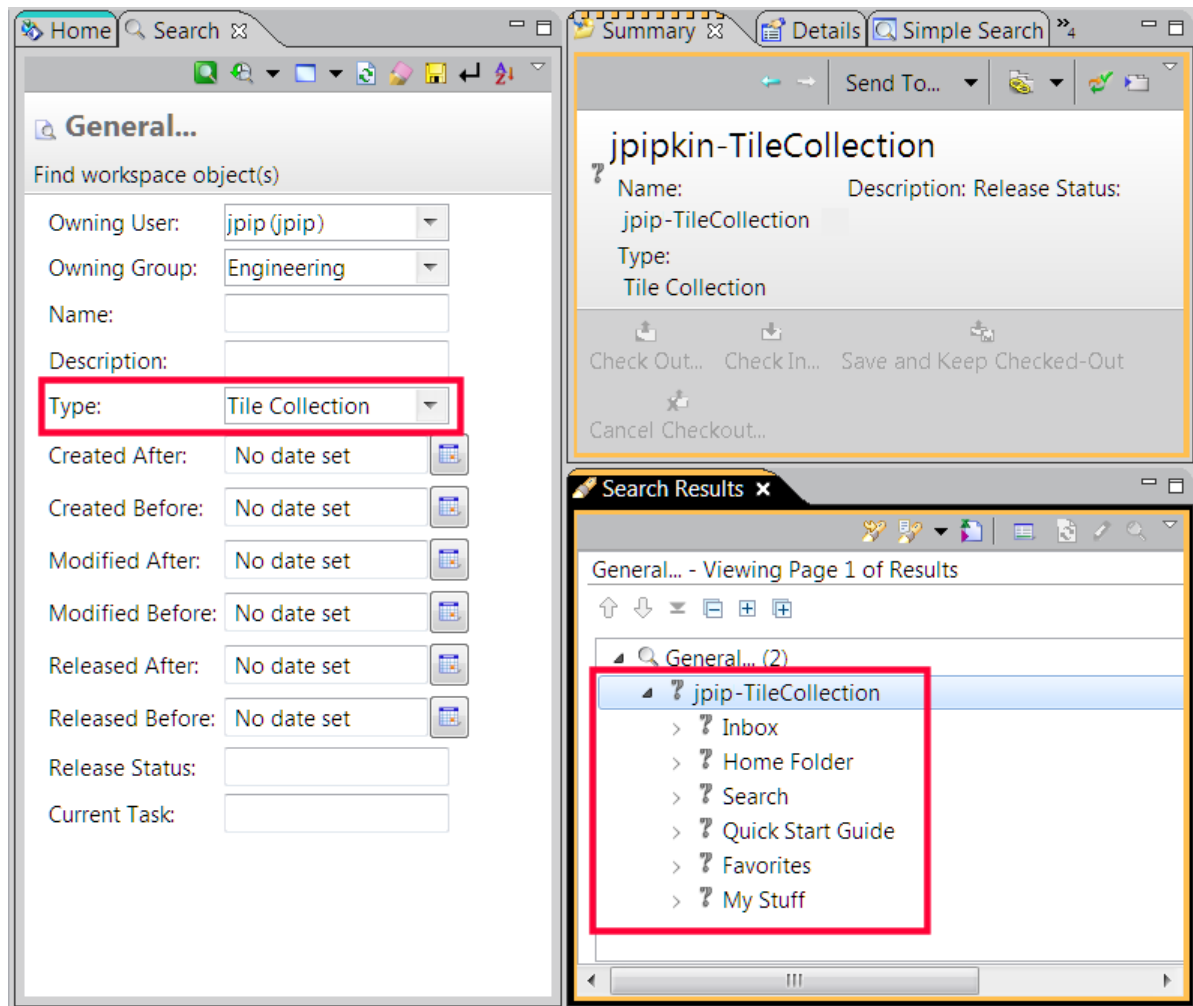 Home
Search
General...
Find workspace object(s)
Owning User: jpip (jpip)
Owning Group: Engineering
Name:
Description:
Type: Tile Collection
Created After: No date set
Created Before: No date set
Modified After: No date set
Modified Before: No date set
Released After: No date set
Released Before: No date set
Release Status:
Current Task:
Summary
Details
Simple Search
»4
Send To...
jpipkin-TileCollection
Name: Description: Release Status:
jpip-TileCollection
Type:
Tile Collection
Check Out... Check In... Save and Keep Checked-Out
Cancel Checkout...
Search Results
General... - Viewing Page 1 of Results
General... (2)
jpip-TileCollection
Inbox
Home Folder
Search
Quick Start Guide
Favorites
My Stuff